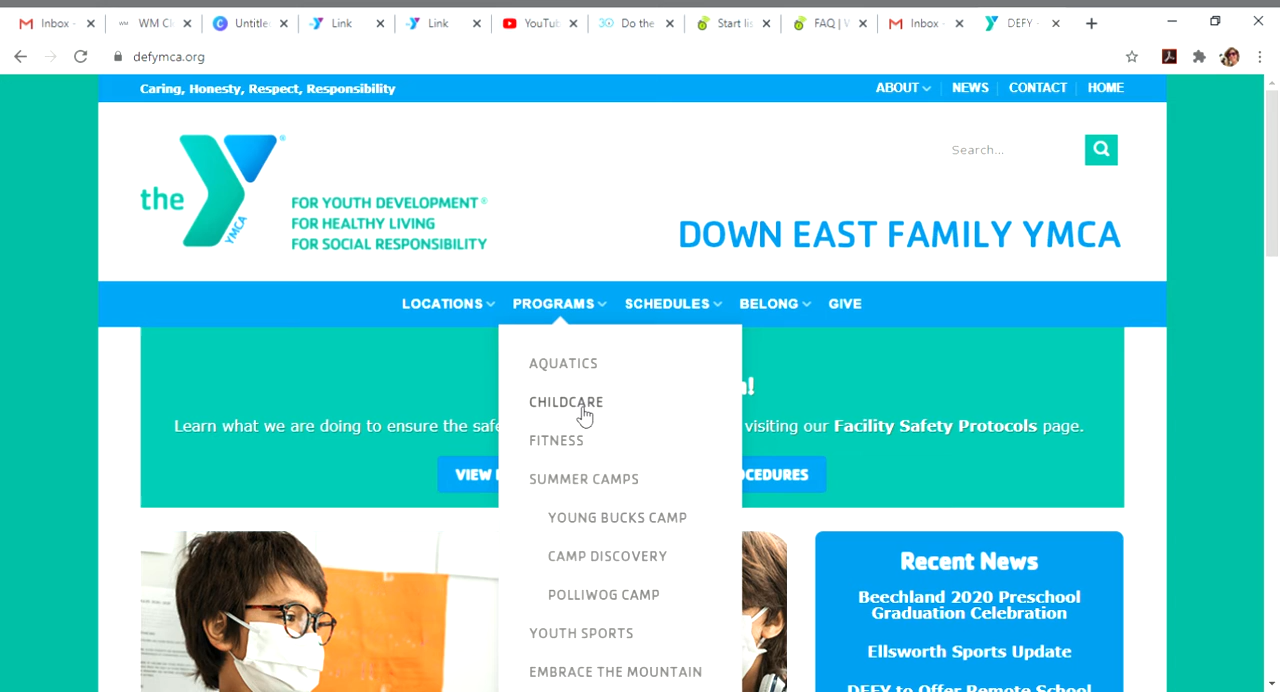 Inbox -
WM Cl
Untitle
Link
Link
YouTu
Do the
Start lis
FAQ | V
Inbox -
DEFY -
defymca.org
Caring, Honesty, Respect, Responsibility
ABOUT
NEWS
CONTACT
HOME
Search...
the
YMCA
FOR YOUTH DEVELOPMENT®
FOR HEALTHY LIVING
FOR SOCIAL RESPONSIBILITY
DOWN EAST FAMILY YMCA
LOCATIONS
PROGRAMS
SCHEDULES
BELONG
GIVE
AQUATICS
CHILDCARE
FITNESS
SUMMER CAMPS
YOUNG BUCKS CAMP
CAMP DISCOVERY
POLLIWOG CAMP
YOUTH SPORTS
EMBRACE THE MOUNTAIN
Learn what we are doing to ensure the safe visiting our Facility Safety Protocols page.
VIEW
Recent News
Beechland 2020 Preschool
Graduation Celebration
Ellsworth Sports Update
DEFY to Offer Remote School